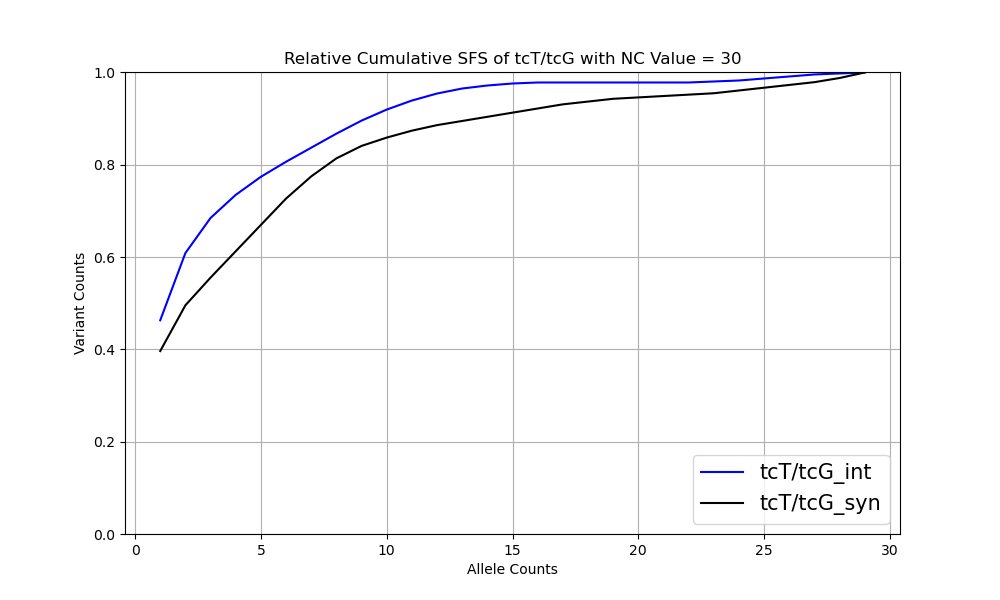 Relative Cumulative SFS of tcT/tcG with NC Value = 30
1.0
0.8
0.6
0.4
0.2
0.0
Variant Counts
0 5 10 15 20 25 30
Allele Counts
tcT/tcG_int
tcT/tcG_syn